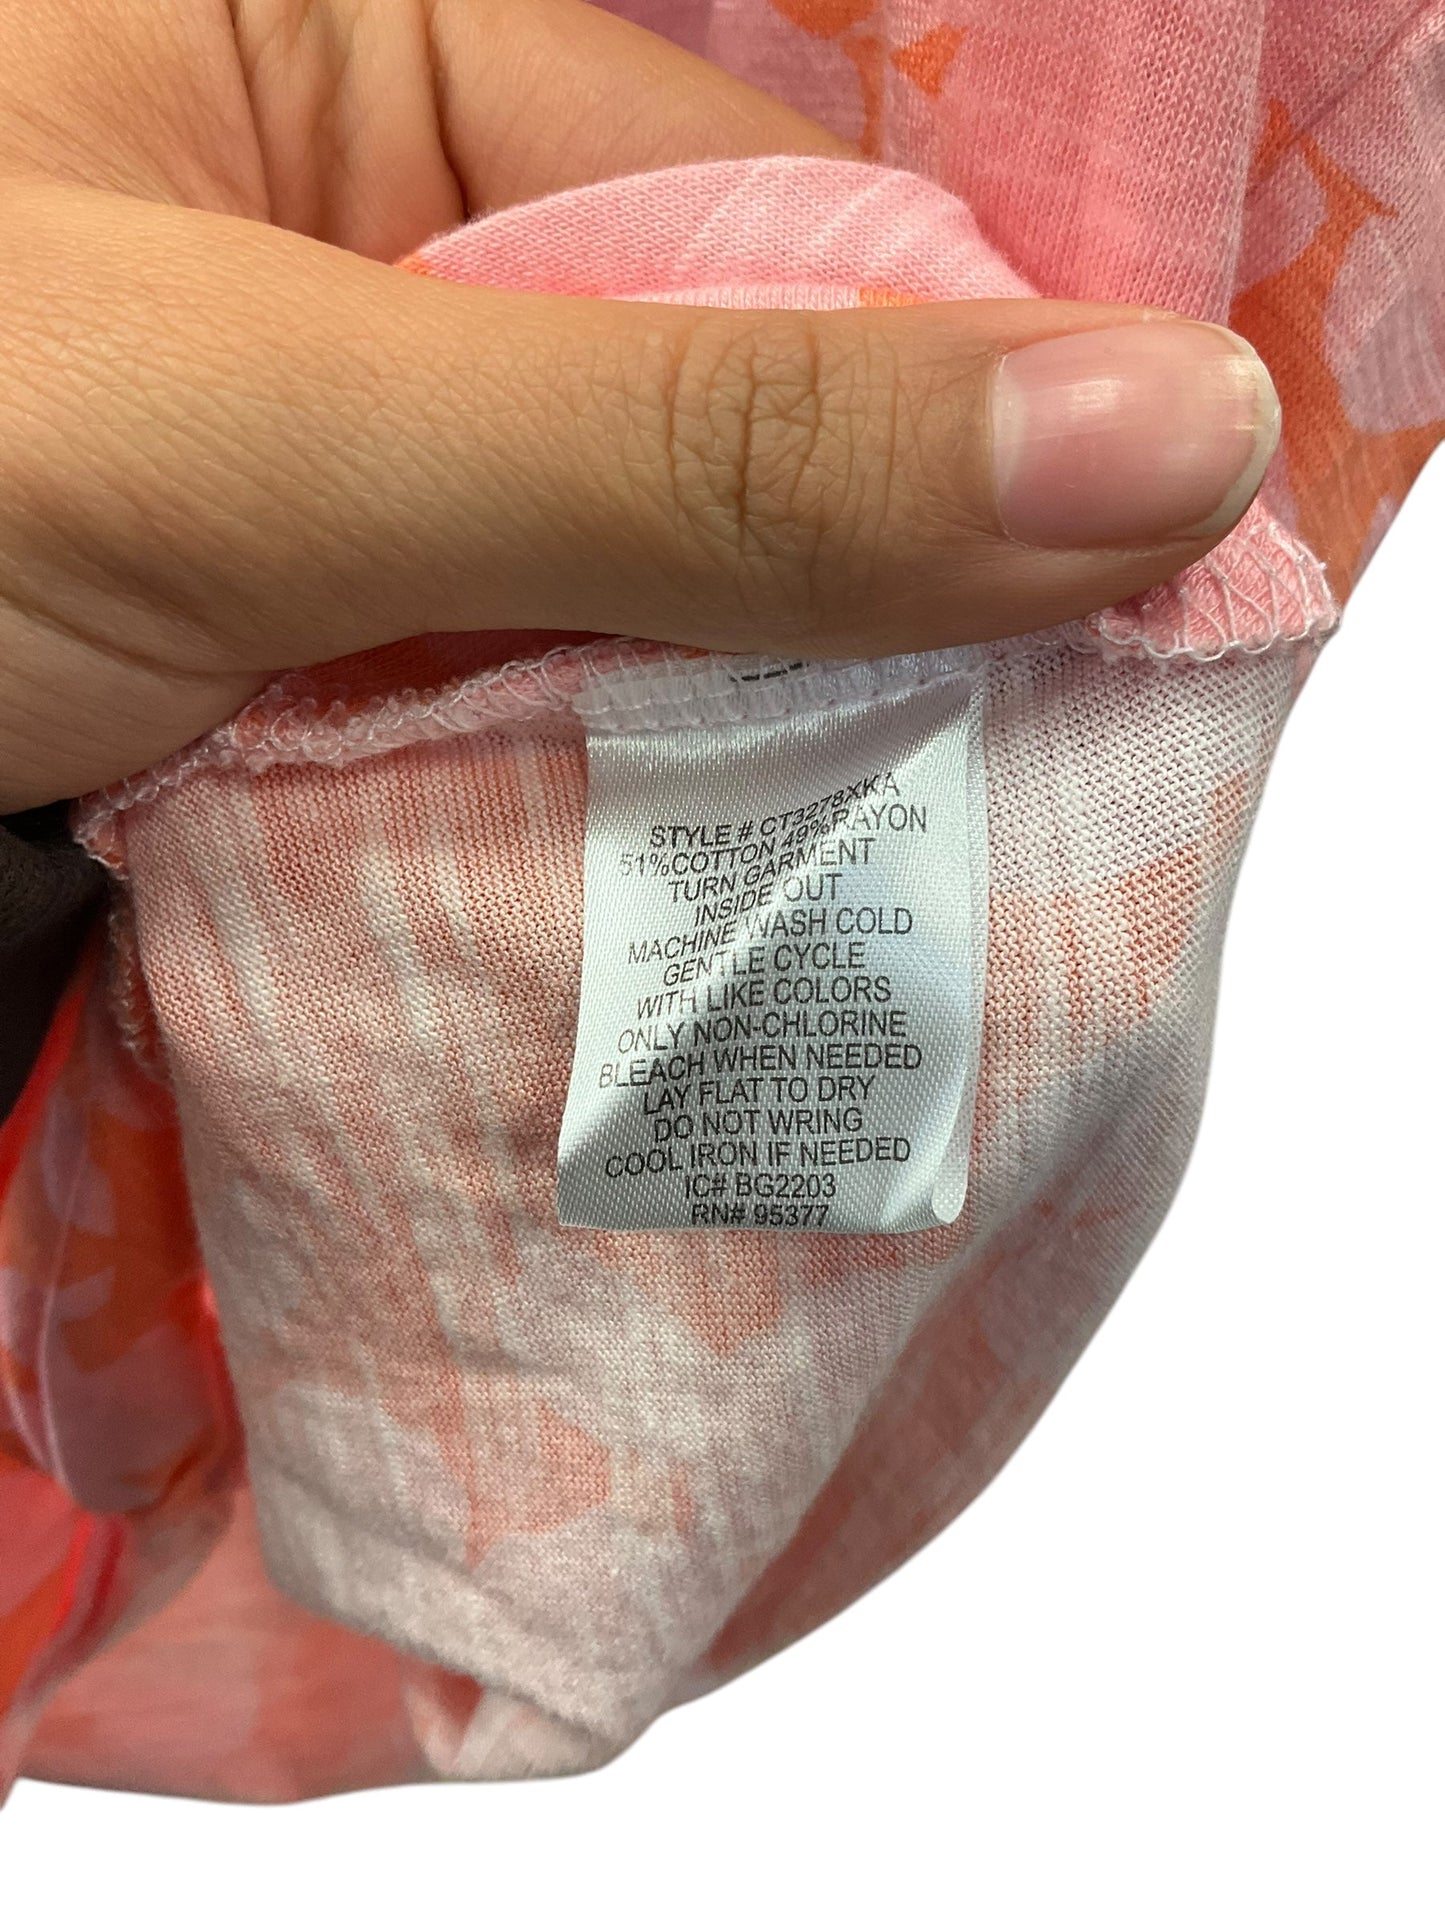 STYLE # CT3278XKA
51%COTTON 49%RAYON
TURN GARMENT
INSIDE OUT
MACHINE WASH COLD
GENTLE CYCLE
WITH LIKE COLORS
ONLY NON-CHLORINE
BLEACH WHEN NEEDED
LAY FLAT TO DRY
DO NOT WRING
COOL IRON IF NEEDED
IC# BG2203
RN# 95377